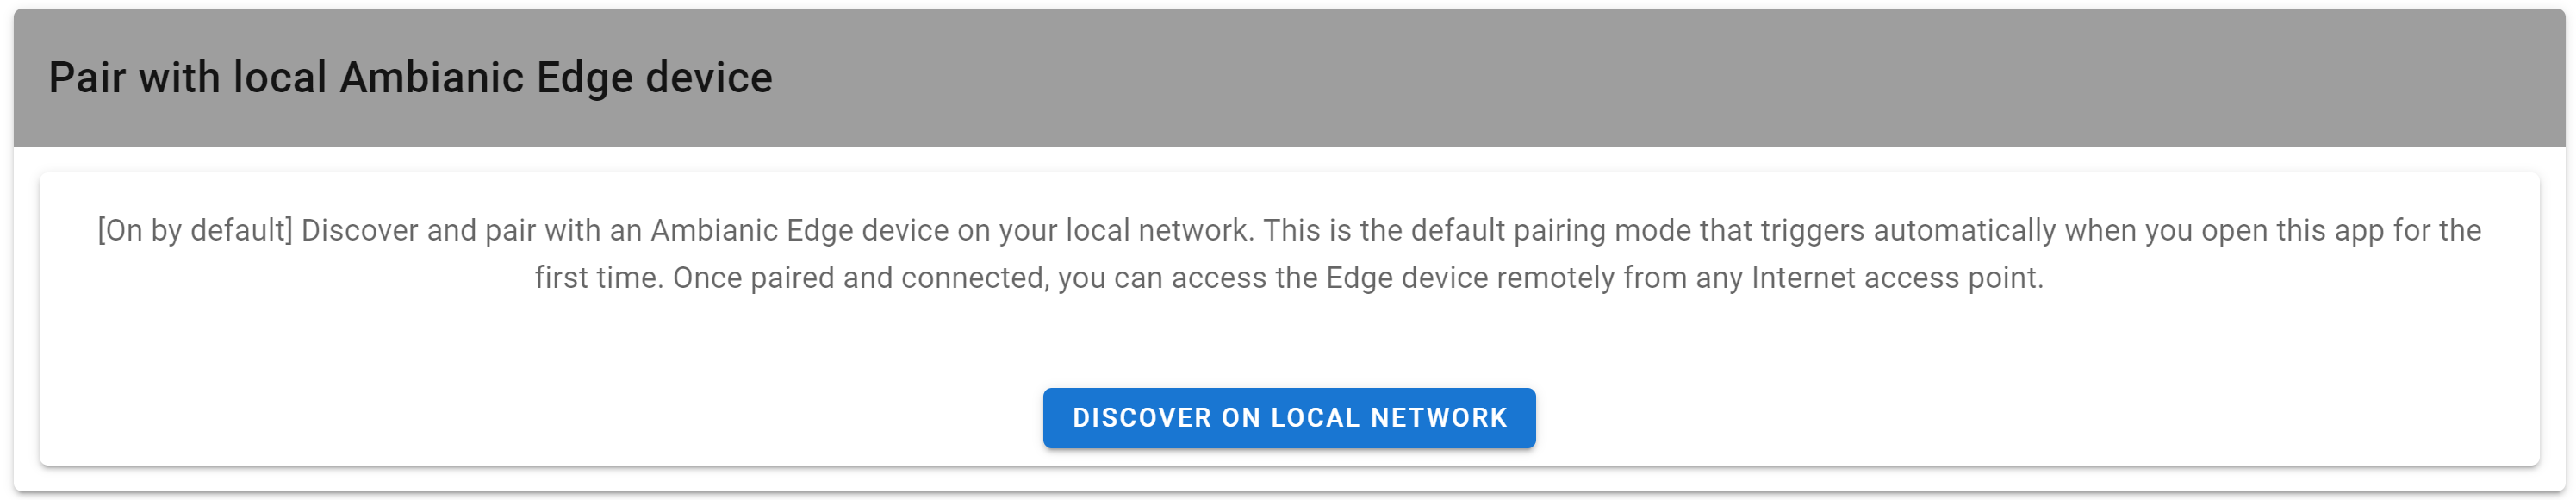 Pair with local Ambianic Edge device
[On by default] Discover and pair with an Ambianic Edge device on your local network. This is the default pairing mode that triggers automatically when you open this app for the
first time. Once paired and connected, you can access the Edge device remotely from any Internet access point.
DISCOVER ON LOCAL NETWORK